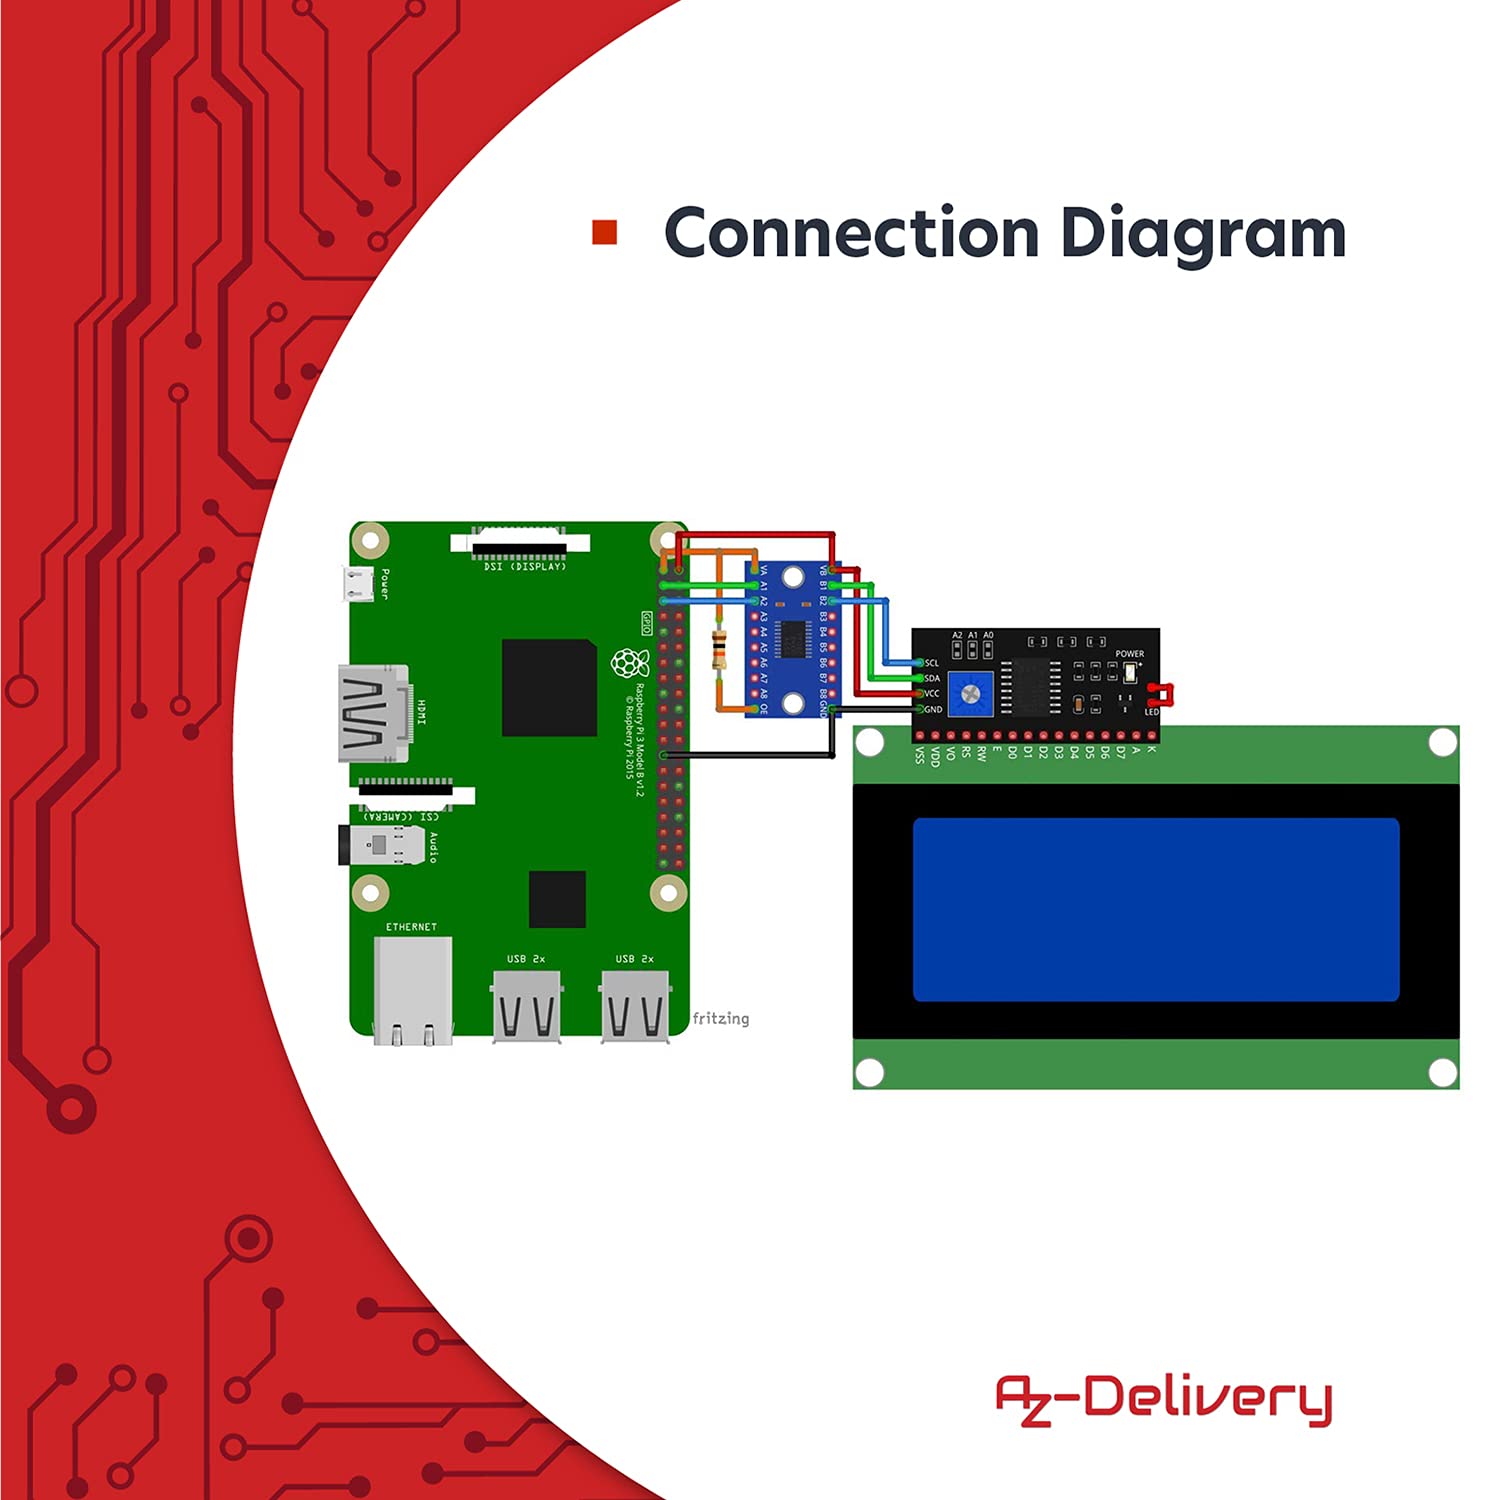 Connection Diagram
DSI (DISPLAY)
Power
HDMI
GPIO
Raspberry Pi 3 Model B v1.2
© Raspberry Pi 2015
CSI (CAMERA)
Audio
ETHERNET
USB 2x
USB 2x
fritzing
VA
A1
A2
A3
A4
A5
A6
A7
A8
OE
VB
B1
B2
B3
B4
B5
B6
B7
B8
GND
A2 A1 A0
POWER
+
SCL
SDA
VCC
GND
LED
VSS VDD VO RS RW E D0 D1 D2 D3 D4 D5 D6 D7 A K
AZ-Delivery